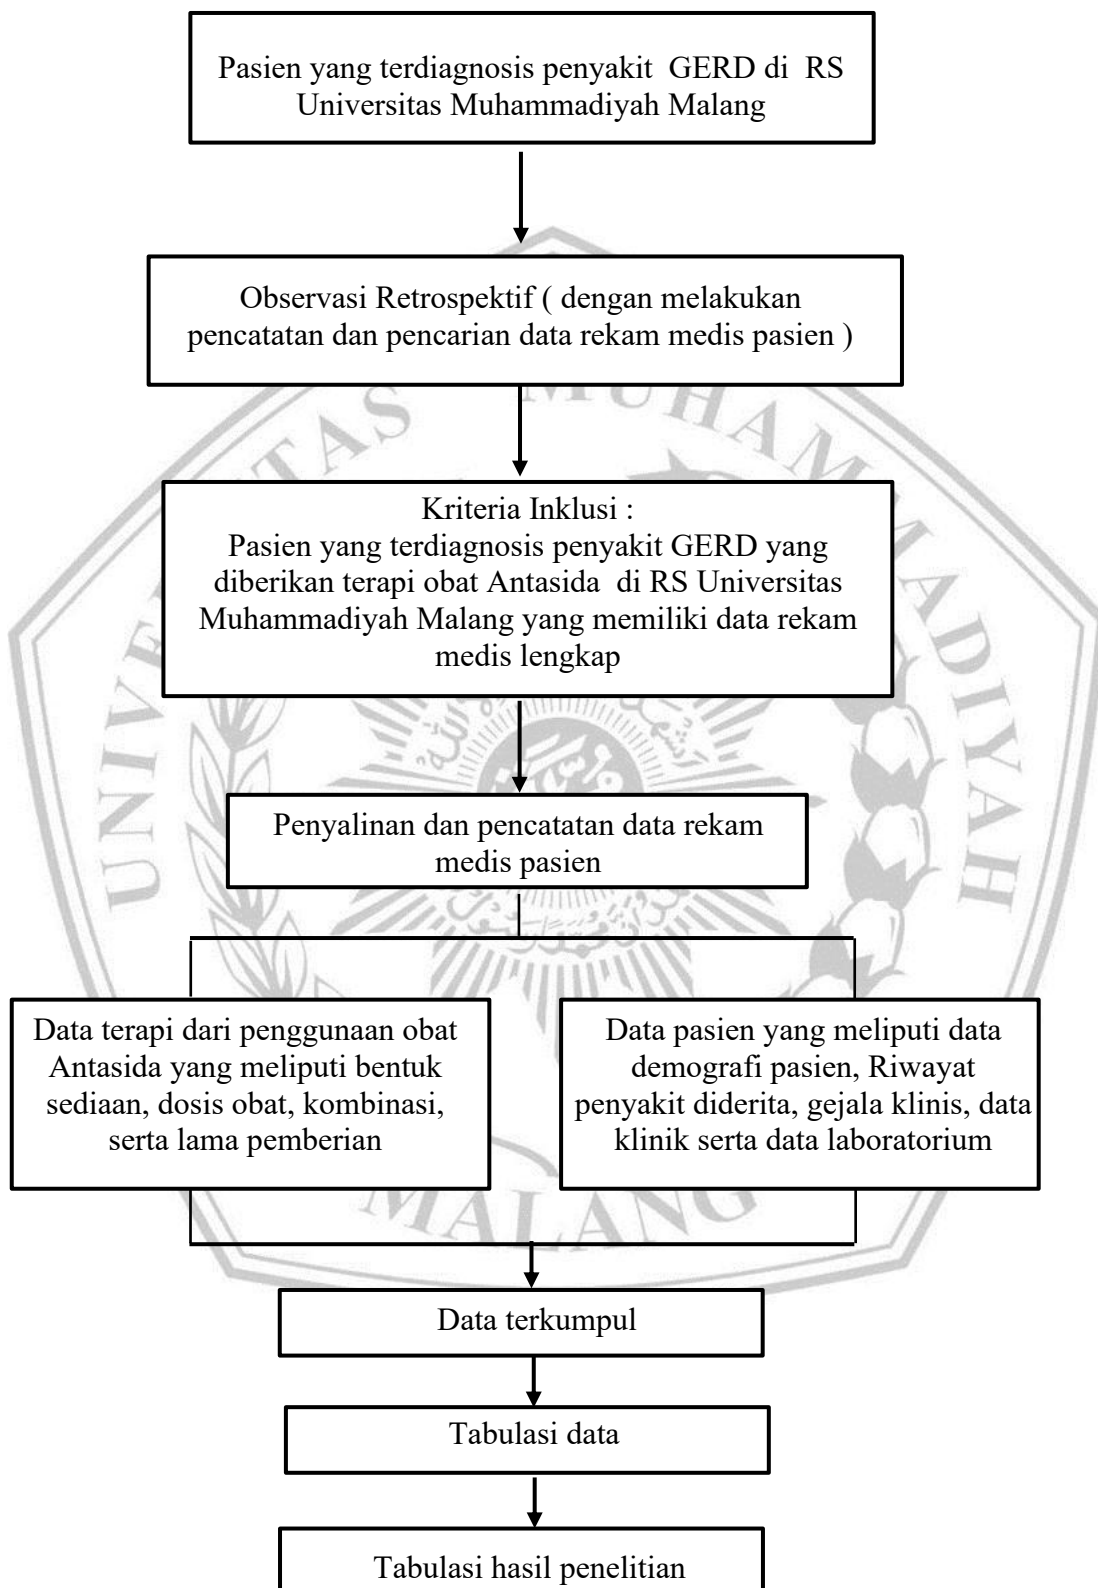 Pasien yang terdiagnosis penyakit GERD di RS
Universitas Muhammadiyah Malang
Observasi Retrospektif ( dengan melakukan
pencatatan dan pencarian data rekam medis pasien )
Kriteria Inklusi :
Pasien yang terdiagnosis penyakit GERD yang
diberikan terapi obat Antasida di RS Universitas
Muhammadiyah Malang yang memiliki data rekam
medis lengkap
Penyalinan dan pencatatan data rekam
medis pasien
Data terapi dari penggunaan obat
Antasida yang meliputi bentuk
sediaan, dosis obat, kombinasi,
serta lama pemberian
Data pasien yang meliputi data
demografi pasien, Riwayat
penyakit diderita, gejala klinis, data
klinik serta data laboratorium
Data terkumpul
Tabulasi data
Tabulasi hasil penelitian
MUHAMMADIYAH
MALANG